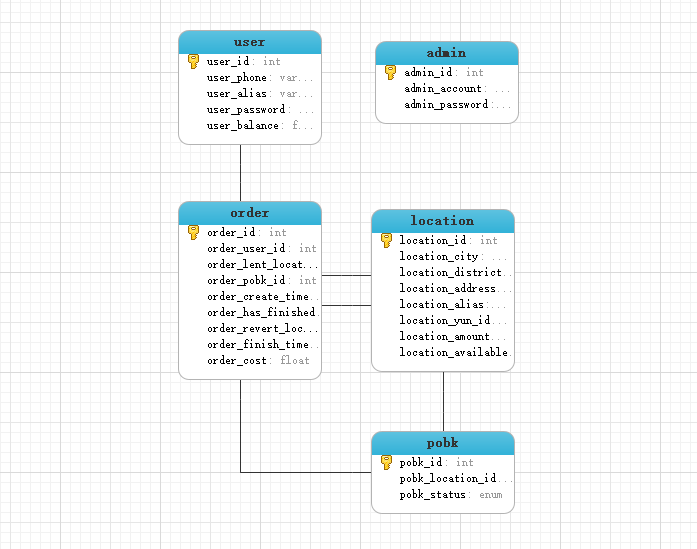 user
user_id: int
user_phone: var...
user_alias: var...
user_password: ...
user_balance: f...
admin
admin_id: int
admin_account: ...
admin_password:...
order
order_id: int
order_user_id: int
order_lent_locat...
order_pobk_id: int
order_create_time...
order_has_finished...
order_revert_loc...
order_finish_time...
order_cost: float
location
location_id: int
location_city: ...
location_district...
location_address...
location_alias:...
location_yun_id...
location_amount...
location_available...
pobk
pobk_id: int
pobk_location_id...
pobk_status: enum